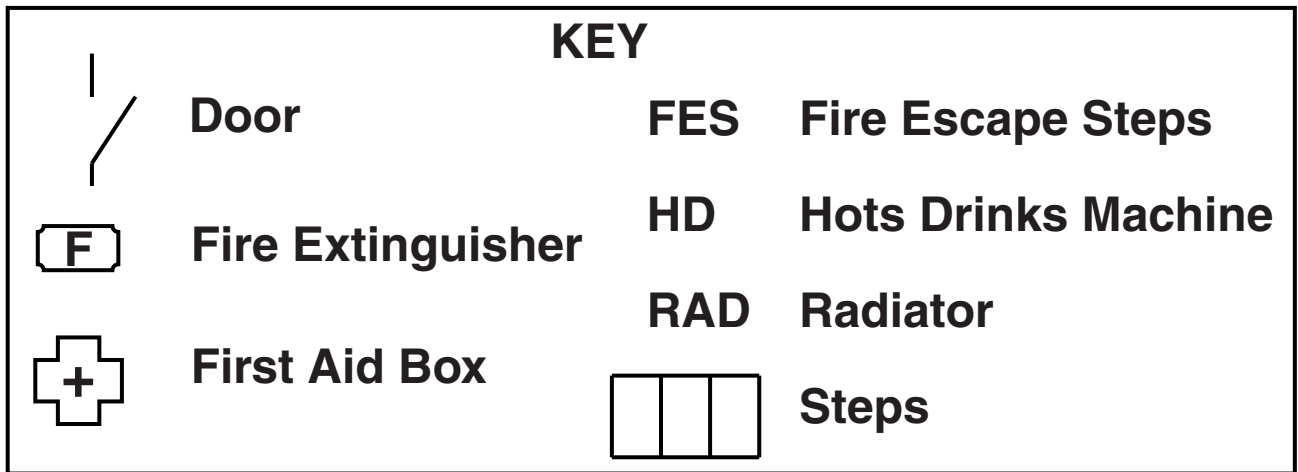 KEY
Door
FES Fire Escape Steps
F Fire Extinguisher
HD Hots Drinks Machine
RAD Radiator
+ First Aid Box
Steps